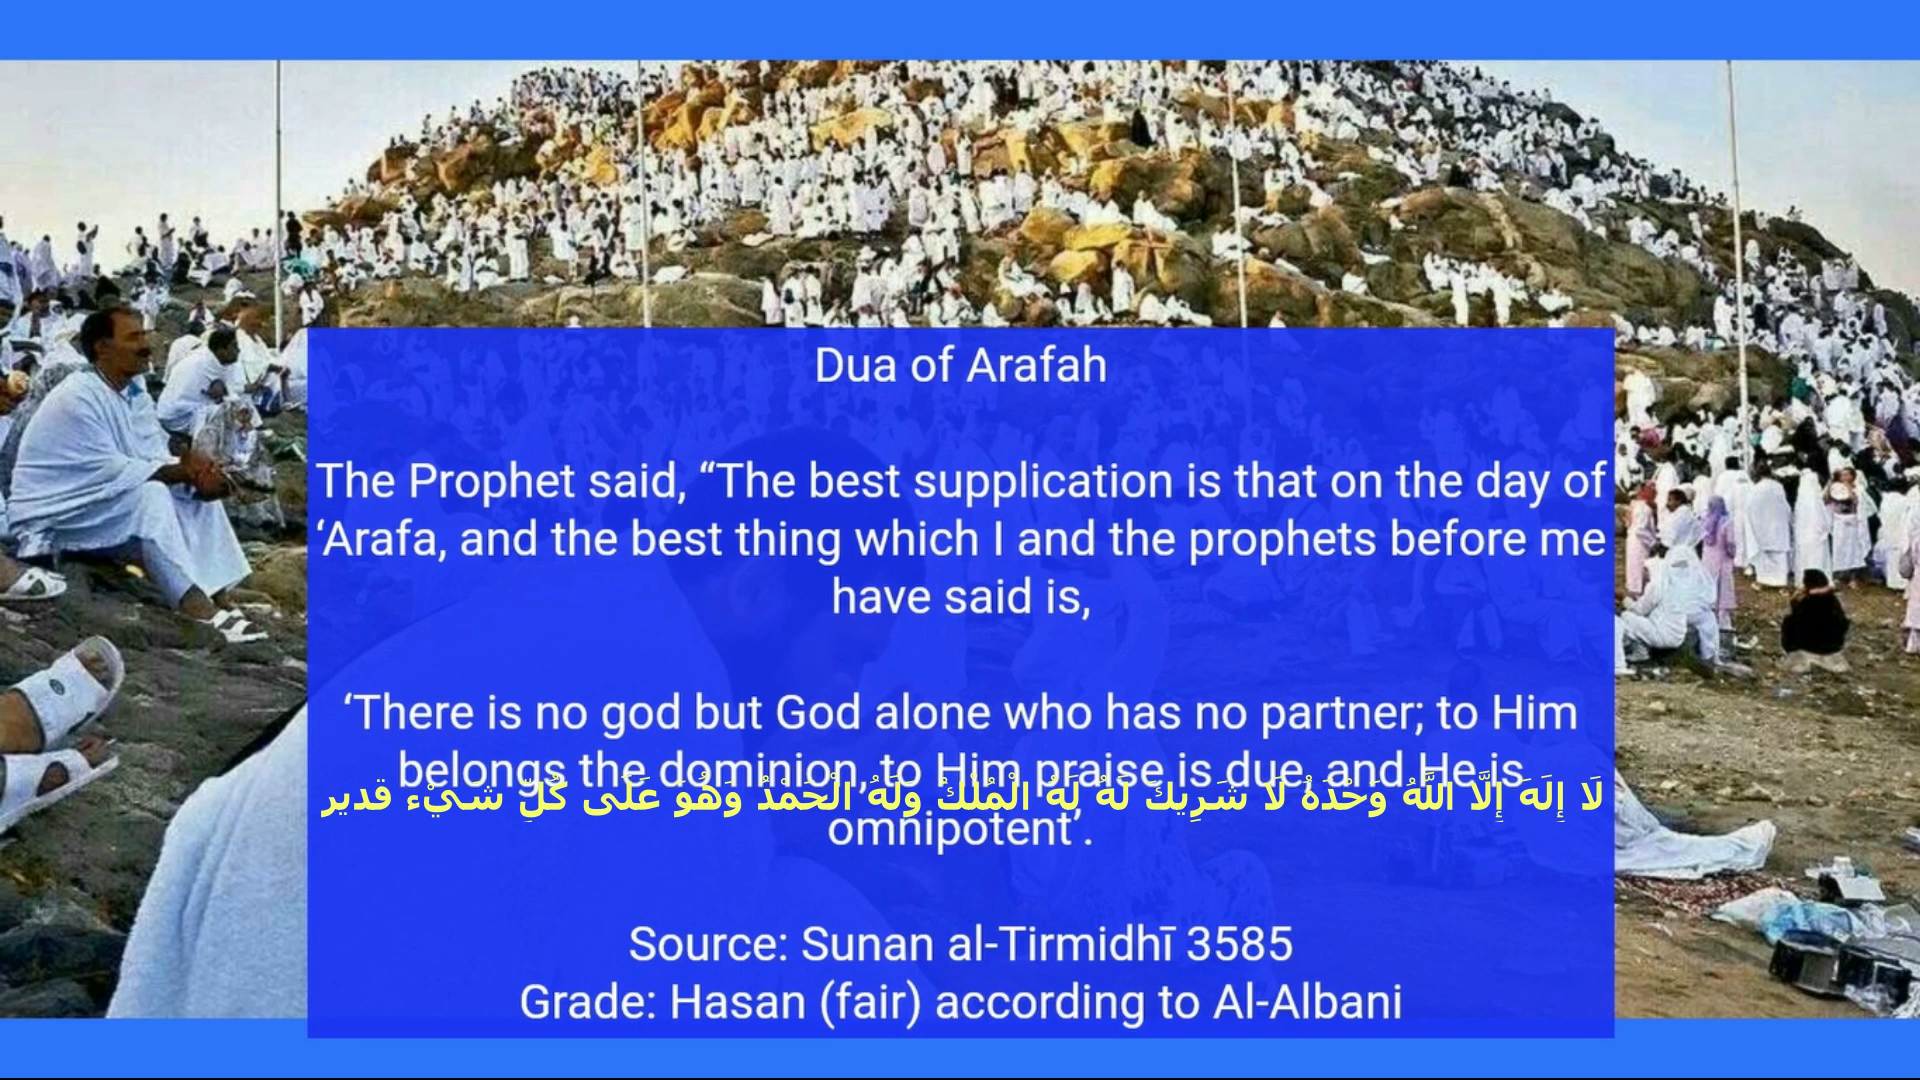 Dua of Arafah
The Prophet said, “The best supplication is that on the day of
‘Arafa, and the best thing which I and the prophets before me
have said is,
‘There is no god but God alone who has no partner; to Him
belongs the dominion, to Him praise is due, and He is
لَا إِلَهَ إِلَّا اللَّهُ وَحْدَهُ لَا شَرِيكَ لَهُ لَهُ الْمُلْكُ وَلَهُ الْحَمْدُ وَهُوَ عَلَى كُلِّ شَيْء قدير
omnipotent’.
Source: Sunan al-Tirmidhī 3585
Grade: Hasan (fair) according to Al-Albani